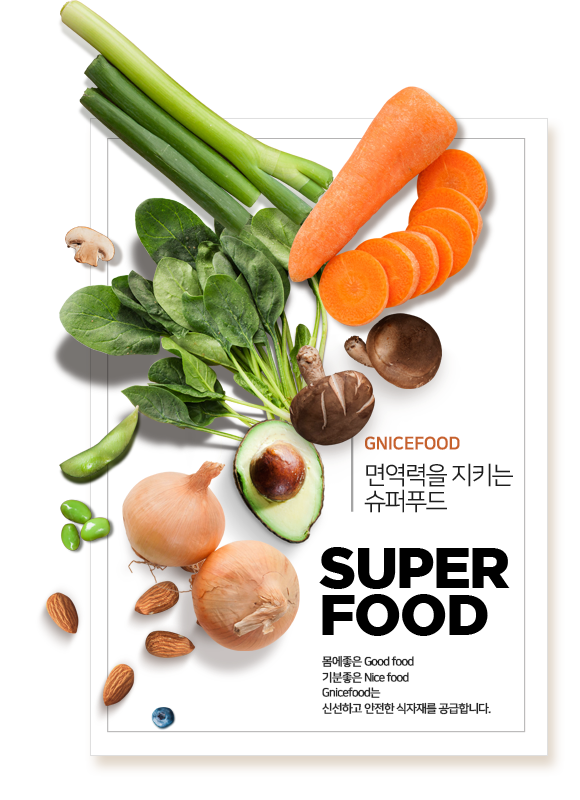 GNICEFOOD
면역력을 지키는
슈퍼푸드
SUPER
FOOD
몸에좋은 Good food
기분좋은 Nice food
Gnicefood는
신선하고 안전한 식자재를 공급합니다.